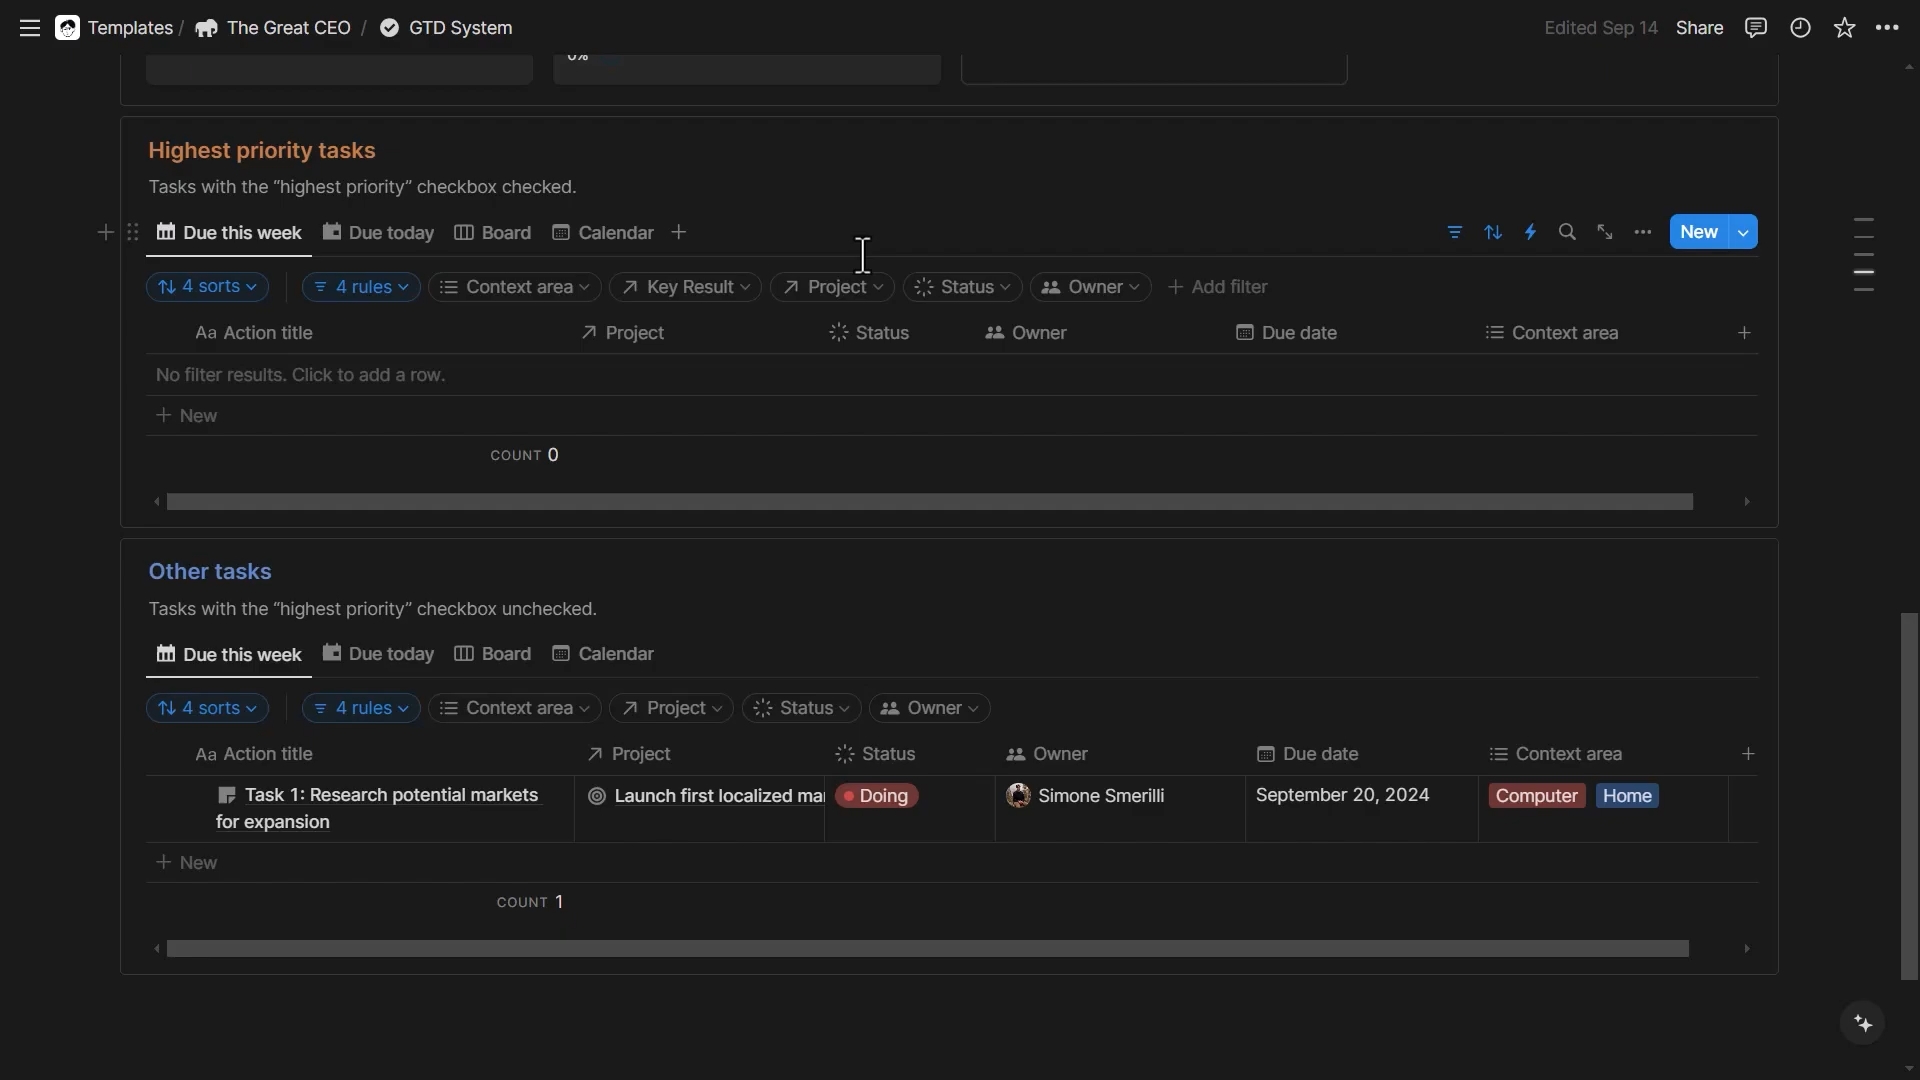 Templates / The Great CEO / GTD System Edited Sep 14 Share
0%
Highest priority tasks
Tasks with the “highest priority” checkbox checked.
Due this week Due today Board Calendar New
4 sorts 4 rules Context area Key Result Project Status Owner + Add filter
Aa Action title Project Status Owner Due date Context area
No filter results. Click to add a row.
+ New
COUNT 0
Other tasks
Tasks with the “highest priority” checkbox unchecked.
Due this week Due today Board Calendar
4 sorts 4 rules Context area Project Status Owner
Aa Action title Project Status Owner Due date Context area
Task 1: Research potential markets Launch first localized mar Doing Simone Smerilli September 20, 2024 Computer Home
for expansion
+ New
COUNT 1